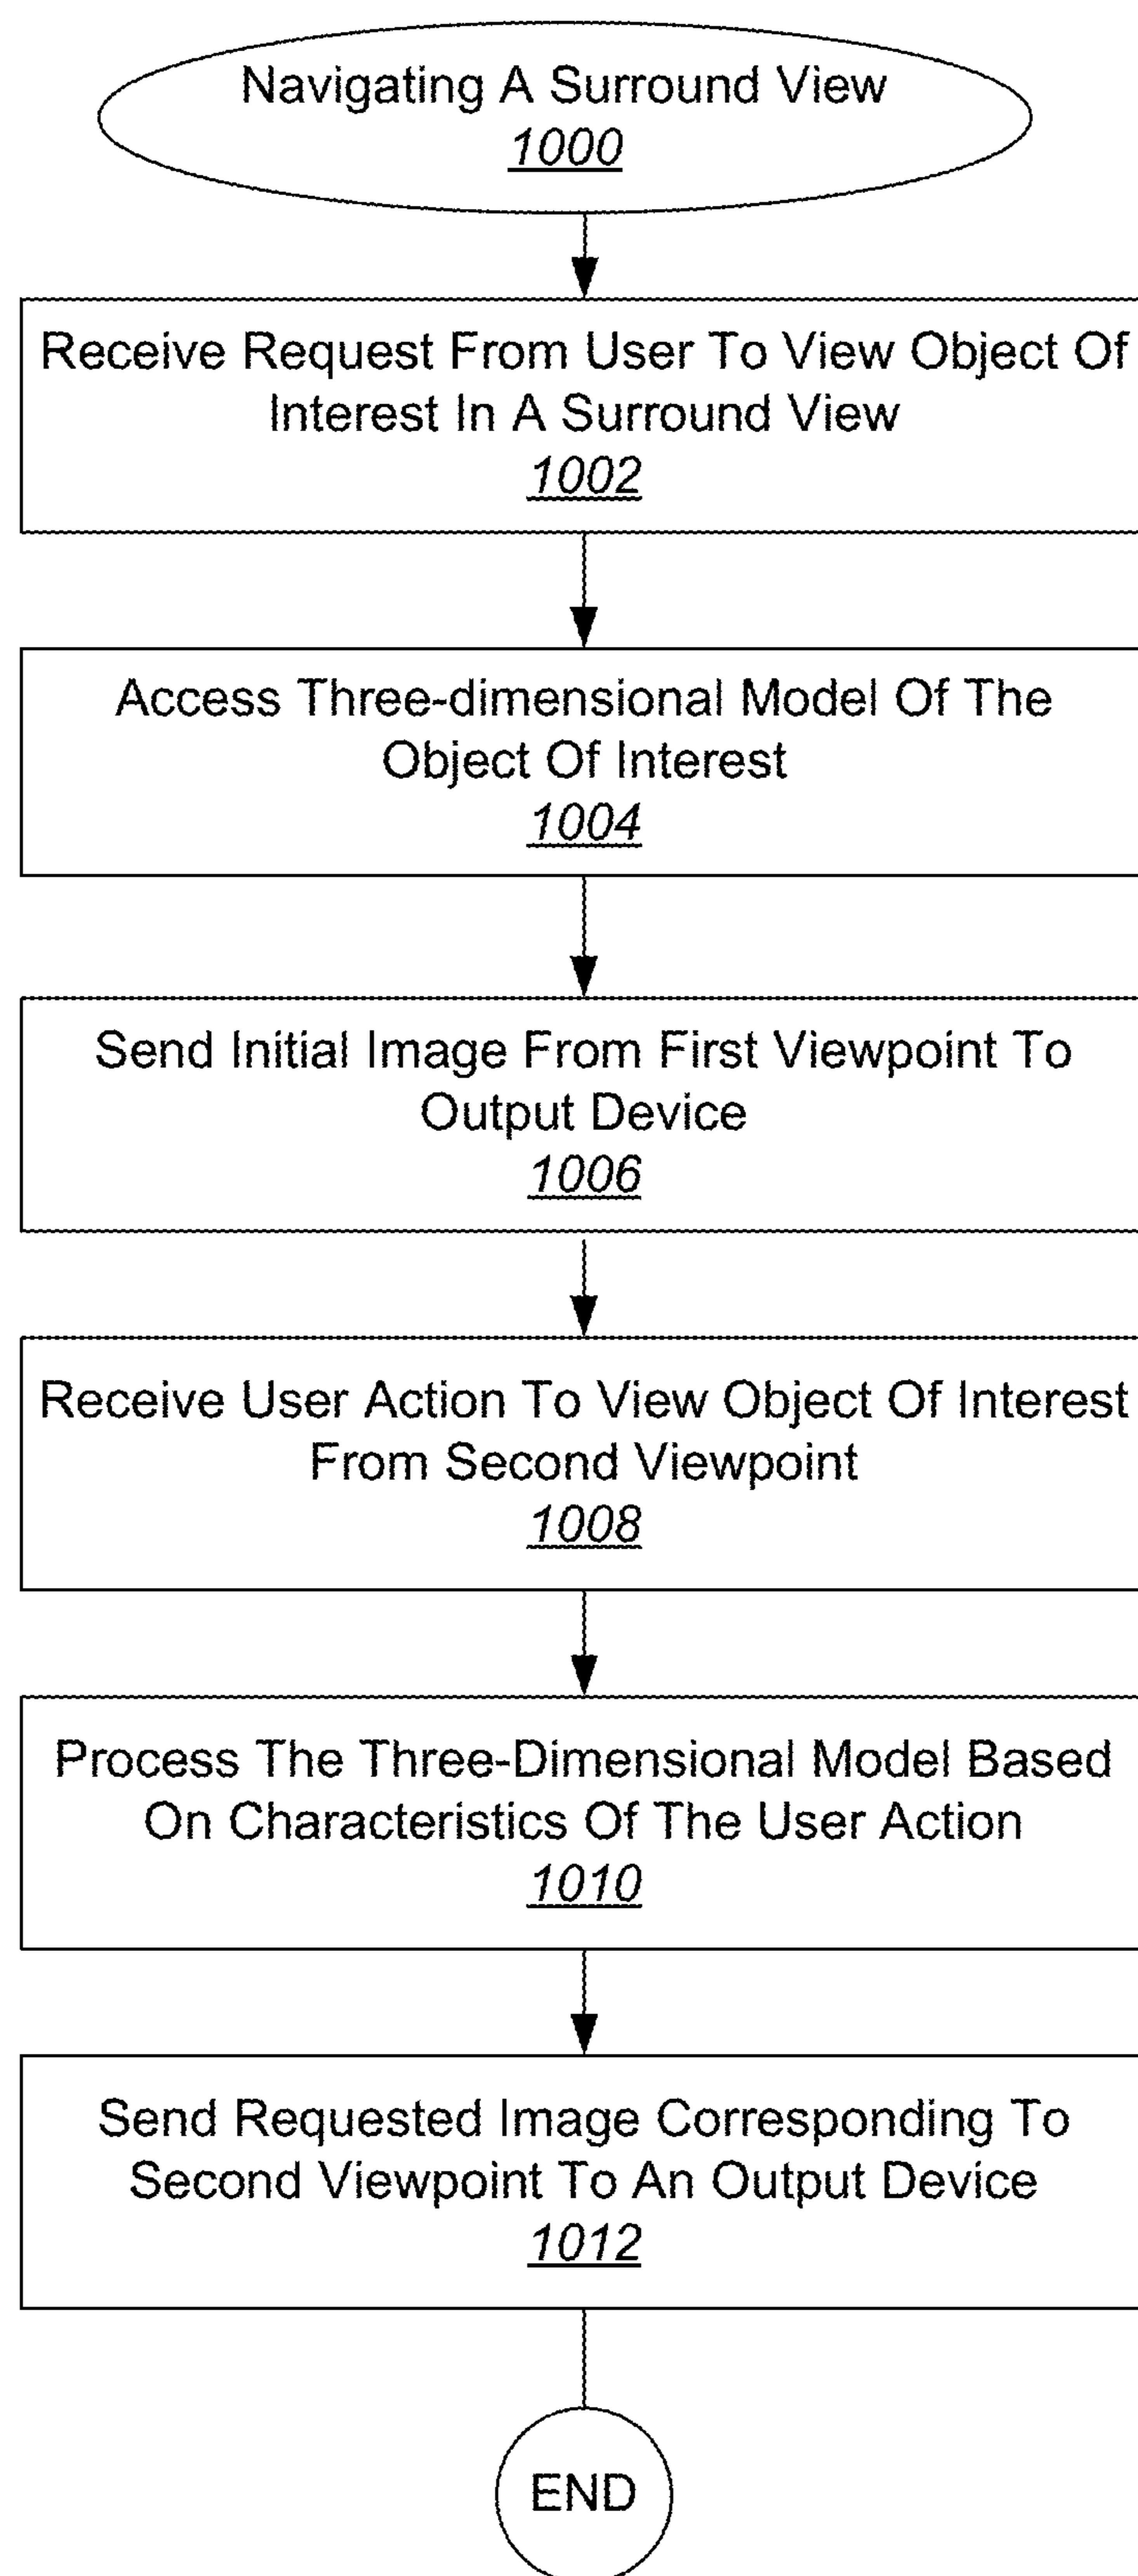 Navigating A Surround View
1000
Receive Request From User To View Object Of
Interest In A Surround View
1002
Access Three-dimensional Model Of The
Object Of Interest
1004
Send Initial Image From First Viewpoint To
Output Device
1006
Receive User Action To View Object Of Interest
From Second Viewpoint
1008
Process The Three-Dimensional Model Based
On Characteristics Of The User Action
1010
Send Requested Image Corresponding To
Second Viewpoint To An Output Device
1012
END